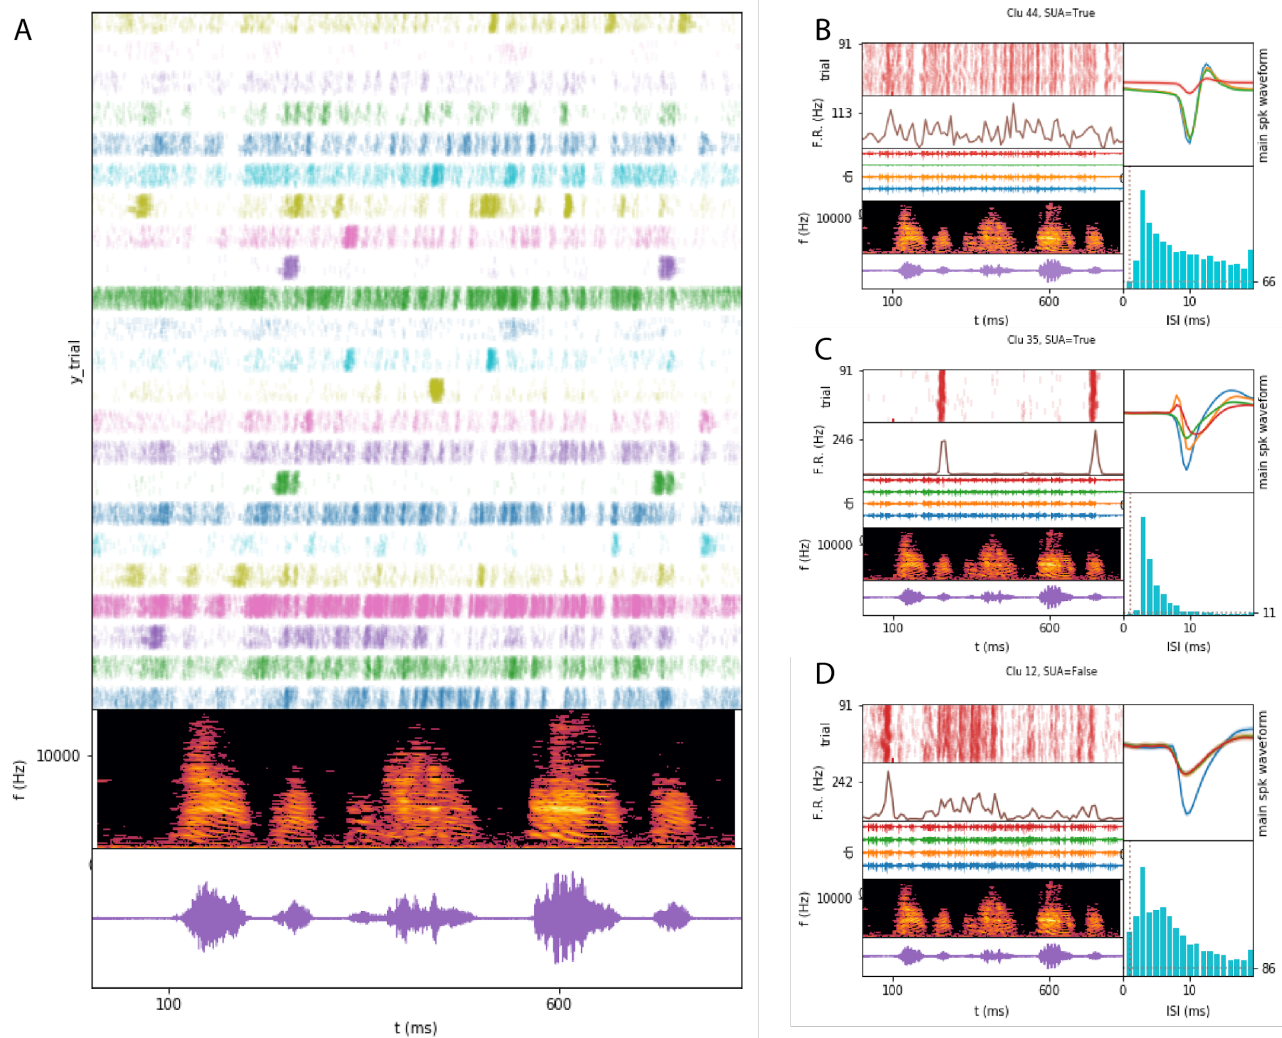 A
y_trial
10000
f (Hz)
100
600
t (ms)
B
Clu 44, SUA=True
91
trial
113
F.R. (Hz)
10000
f (Hz)
100
600
t (ms)
main spk waveform
66
0
10
ISI (ms)
C
Clu 35, SUA=True
91
trial
246
F.R. (Hz)
10000
f (Hz)
100
600
t (ms)
main spk waveform
11
0
10
ISI (ms)
D
Clu 12, SUA=False
91
trial
242
F.R. (Hz)
10000
f (Hz)
100
600
t (ms)
main spk waveform
86
0
10
ISI (ms)